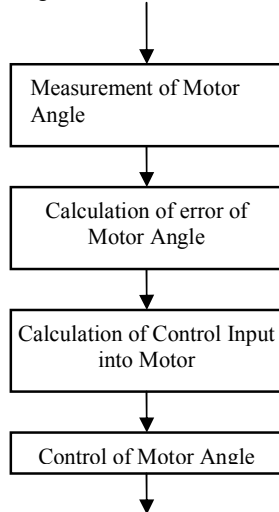 Measurement of Motor
Angle
Calculation of error of
Motor Angle
Calculation of Control Input
into Motor
Control of Motor Angle